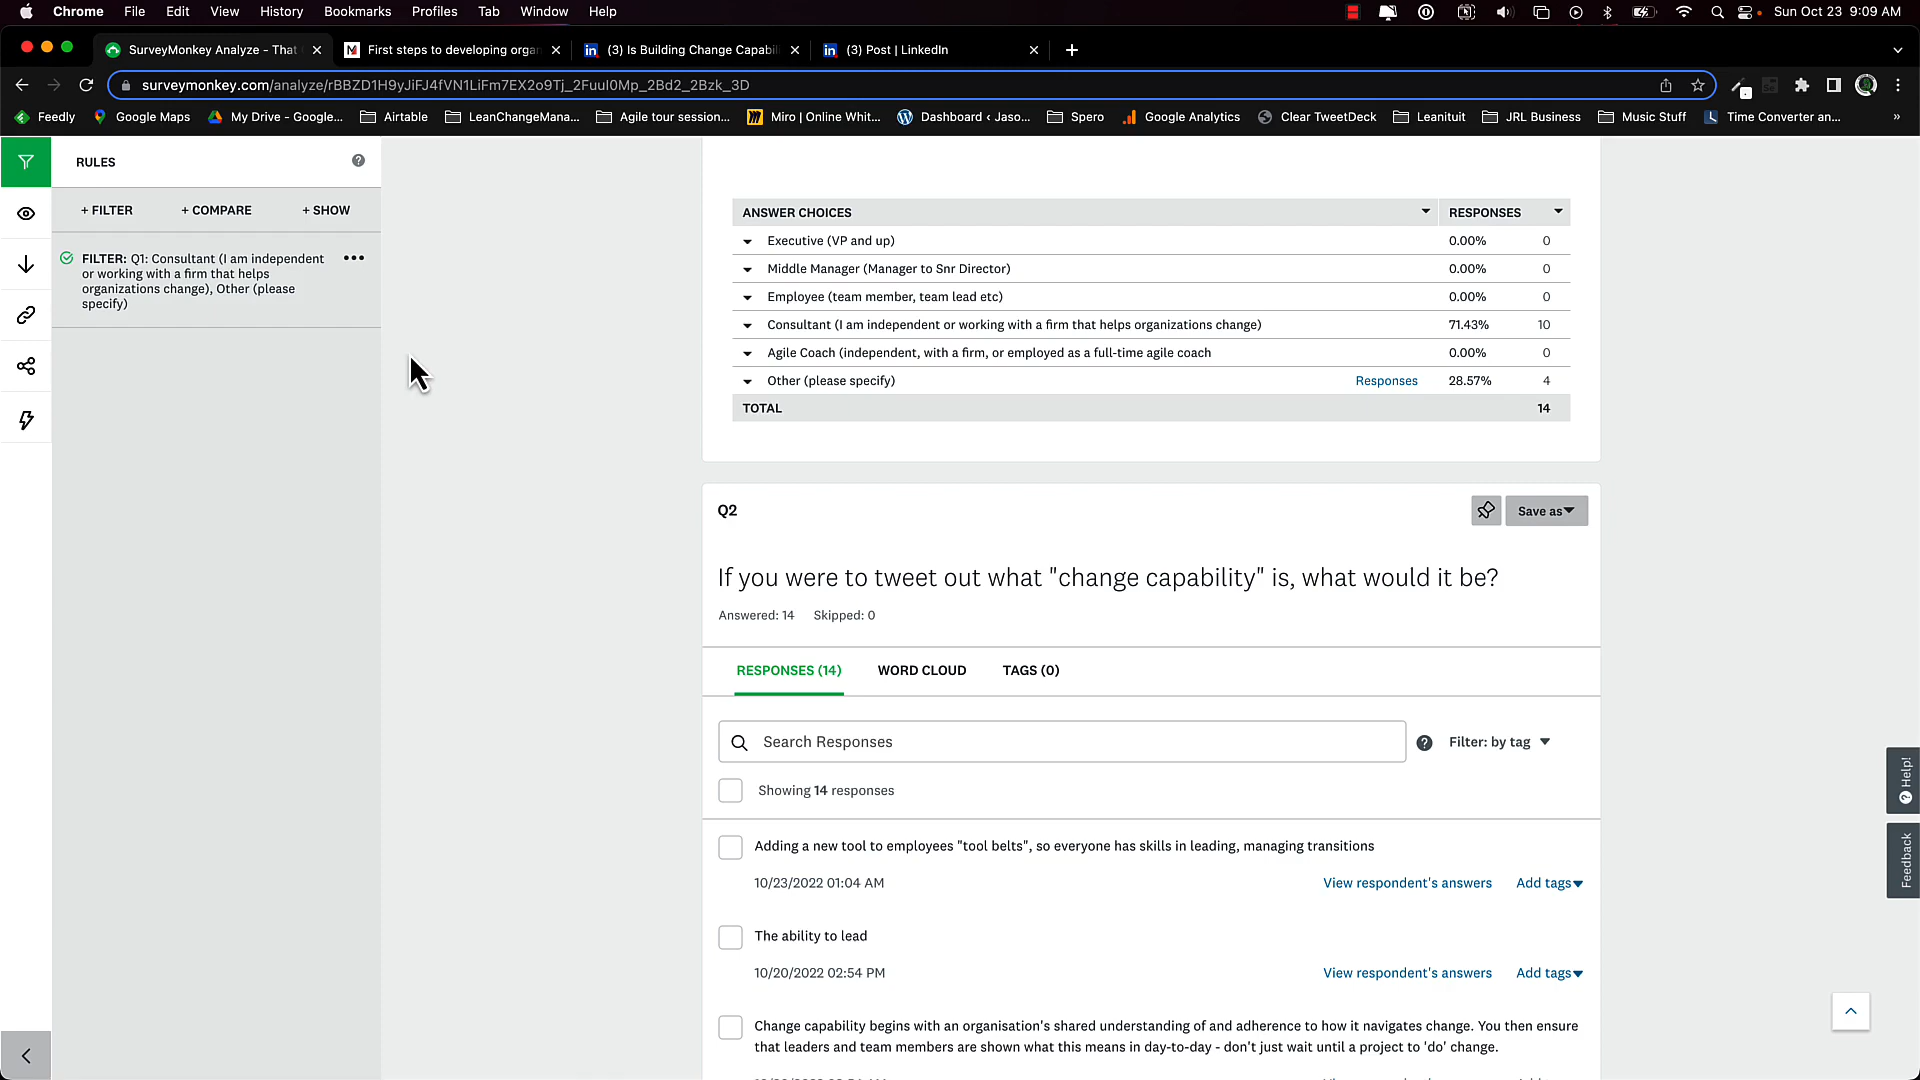 Chrome File Edit View History Bookmarks Profiles Tab Window Help Sun Oct 23 9:09 AM
SurveyMonkey Analyze - That First steps to developing orga (3) Is Building Change Capabil (3) Post | LinkedIn
surveymonkey.com/analyze/rBBZD1H9yJiFJ4fVN1LiFm7EX2o9Tj_2FuuI0Mp_2Bd2_2Bzk_3D
Feedly Google Maps My Drive - Google... Airtable LeanChangeMana... Agile tour session... Miro | Online Whit... Dashboard ‹ Jaso... Spero Google Analytics Clear TweetDeck Leanituit JRL Business Music Stuff Time Converter an... »
RULES
+ FILTER + COMPARE + SHOW
FILTER: Q1: Consultant (I am independent
or working with a firm that helps
organizations change), Other (please
specify)
ANSWER CHOICES RESPONSES
Executive (VP and up) 0.00% 0
Middle Manager (Manager to Snr Director) 0.00% 0
Employee (team member, team lead etc) 0.00% 0
Consultant (I am independent or working with a firm that helps organizations change) 71.43% 10
Agile Coach (independent, with a firm, or employed as a full-time agile coach 0.00% 0
Other (please specify) Responses 28.57% 4
TOTAL 14
Q2 Save as
If you were to tweet out what "change capability" is, what would it be?
Answered: 14 Skipped: 0
RESPONSES (14) WORD CLOUD TAGS (0)
Search Responses Filter: by tag
Showing 14 responses
Adding a new tool to employees "tool belts", so everyone has skills in leading, managing transitions
10/23/2022 01:04 AM View respondent's answers Add tags
The ability to lead
10/20/2022 02:54 PM View respondent's answers Add tags
Change capability begins with an organisation's shared understanding of and adherence to how it navigates change. You then ensure
that leaders and team members are shown what this means in day-to-day - don't just wait until a project to 'do' change.
Help!
Feedback